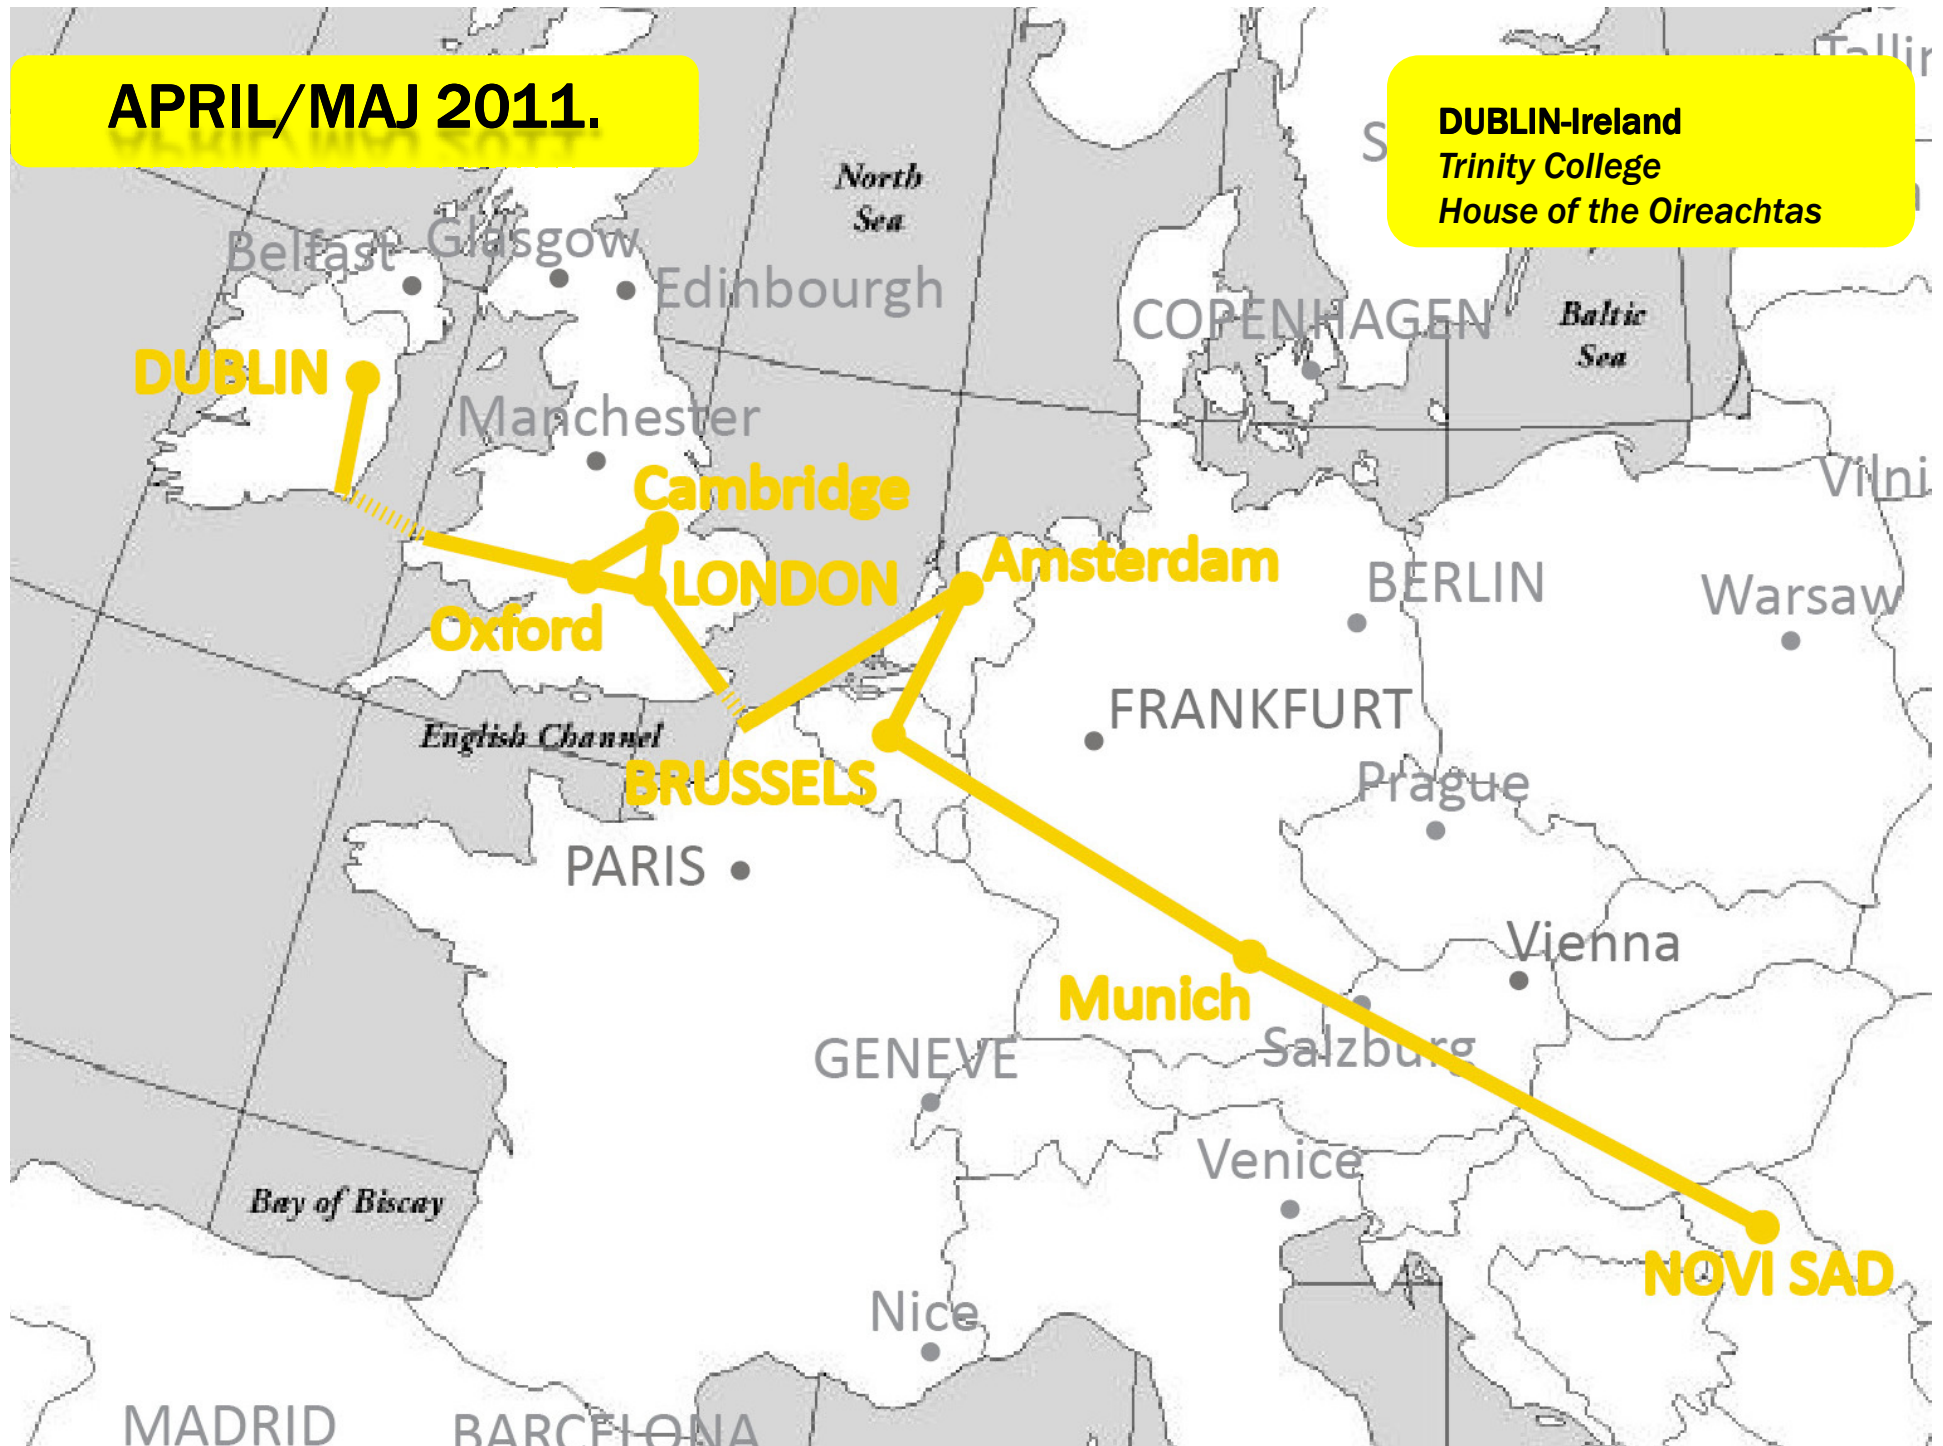 APRIL/MAJ 2011.
DUBLIN-Ireland
Trinity College
House of the Oireachtas
North
Sea
Belfast
Glasgow
Edinbourgh
COPENHAGEN
Baltic
Sea
DUBLIN
Manchester
Cambridge
Amsterdam
LONDON
BERLIN
Warsaw
Oxford
FRANKFURT
English Channel
BRUSSELS
Prague
PARIS
Vienna
Munich
Salzburg
GENEVE
Venice
Bay of Biscay
NOVI SAD
Nice
MADRID
BARCELONA